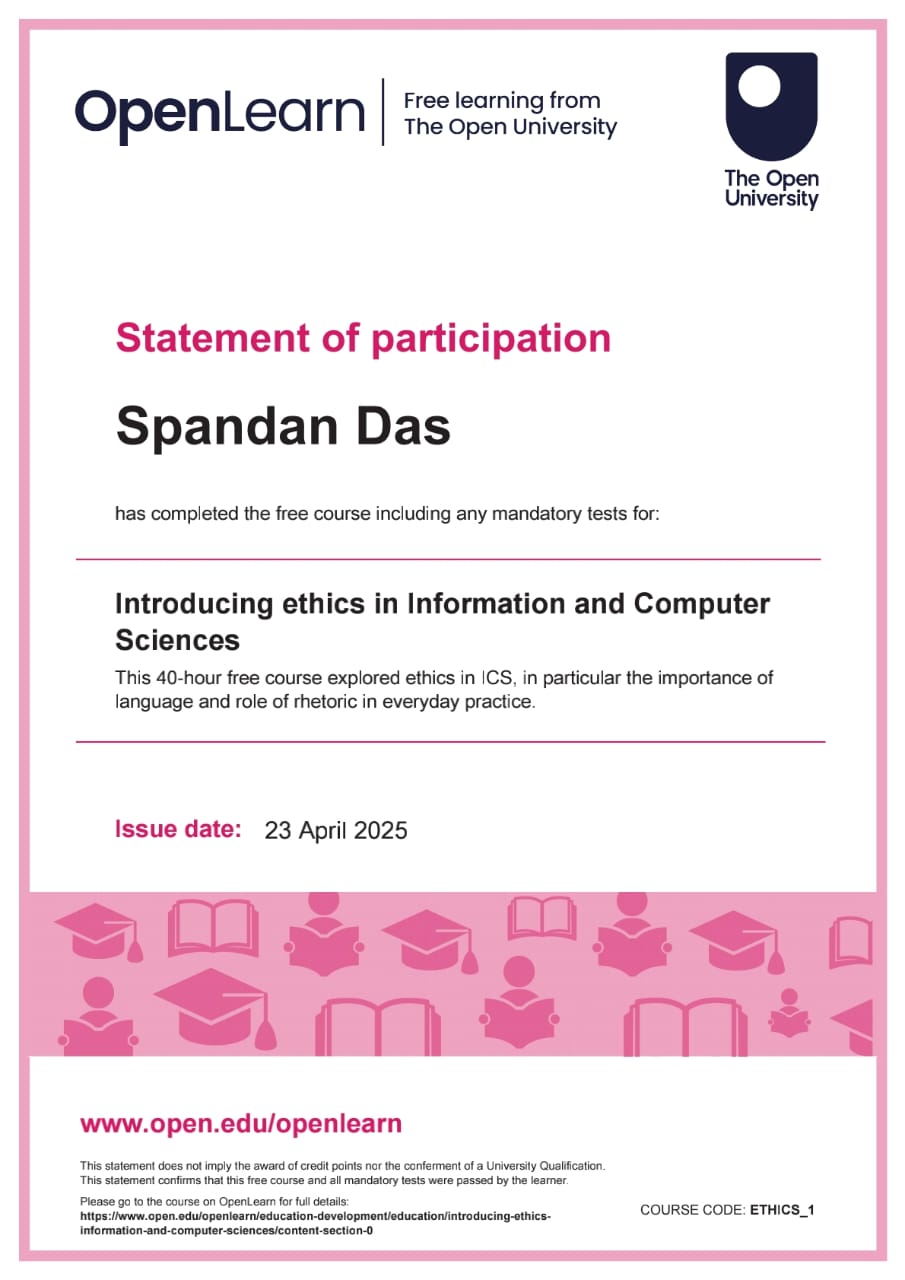 OpenLearn
Free learning from
The Open University
The Open
University
Statement of participation
Spandan Das
has completed the free course including any mandatory tests for:
Introducing ethics in Information and Computer
Sciences
This 40-hour free course explored ethics in ICS, in particular the importance of
language and role of rhetoric in everyday practice.
Issue date: 23 April 2025
www.open.edu/openlearn
This statement does not imply the award of credit points nor the conferment of a University Qualification.
This statement confirms that this free course and all mandatory tests were passed by the learner.
Please go to the course on OpenLearn for full details:
https://www.open.edu/openlearn/education-development/education/introducing-ethics-
information-and-computer-sciences/content-section-0
COURSE CODE: ETHICS_1